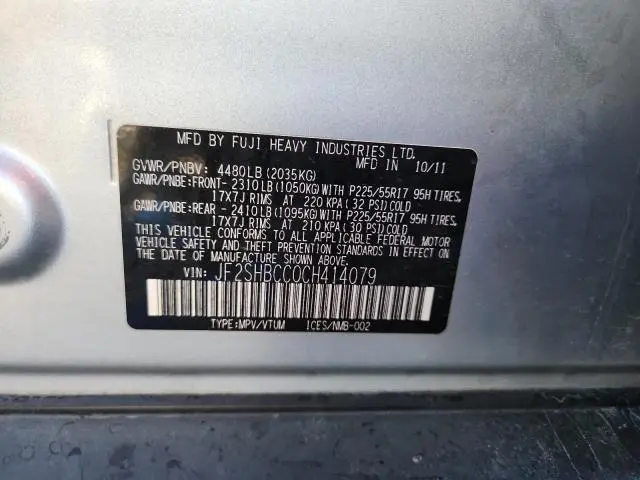 MFD BY FUJI HEAVY INDUSTRIES LTD. 10/11
GVWR/PNBV: 4480LB (2035KG)
GAWR/PNBE: FRONT- 2310LB (1050KG) WITH P225/55R17 95H TIRES,
17X7J RIMS AT 220 KPA (32 PSI) COLD
GAWR/PNBE: REAR - 2410LB (1095KG) WITH P225/55R17 95H TIRES,
17X7J RIMS AT 210 KPA (30 PSI) COLD
THIS VEHICLE CONFORMS TO ALL APPLICABLE FEDERAL MOTOR
VEHICLE SAFETY AND THEFT PREVENTION STANDARDS IN EFFECT ON
THE DATE OF MANUFACTURE SHOWN ABOVE.
VIN: JF2SHBCC0CH414079
TYPE:MPV/VTUM ICES/NMB-002